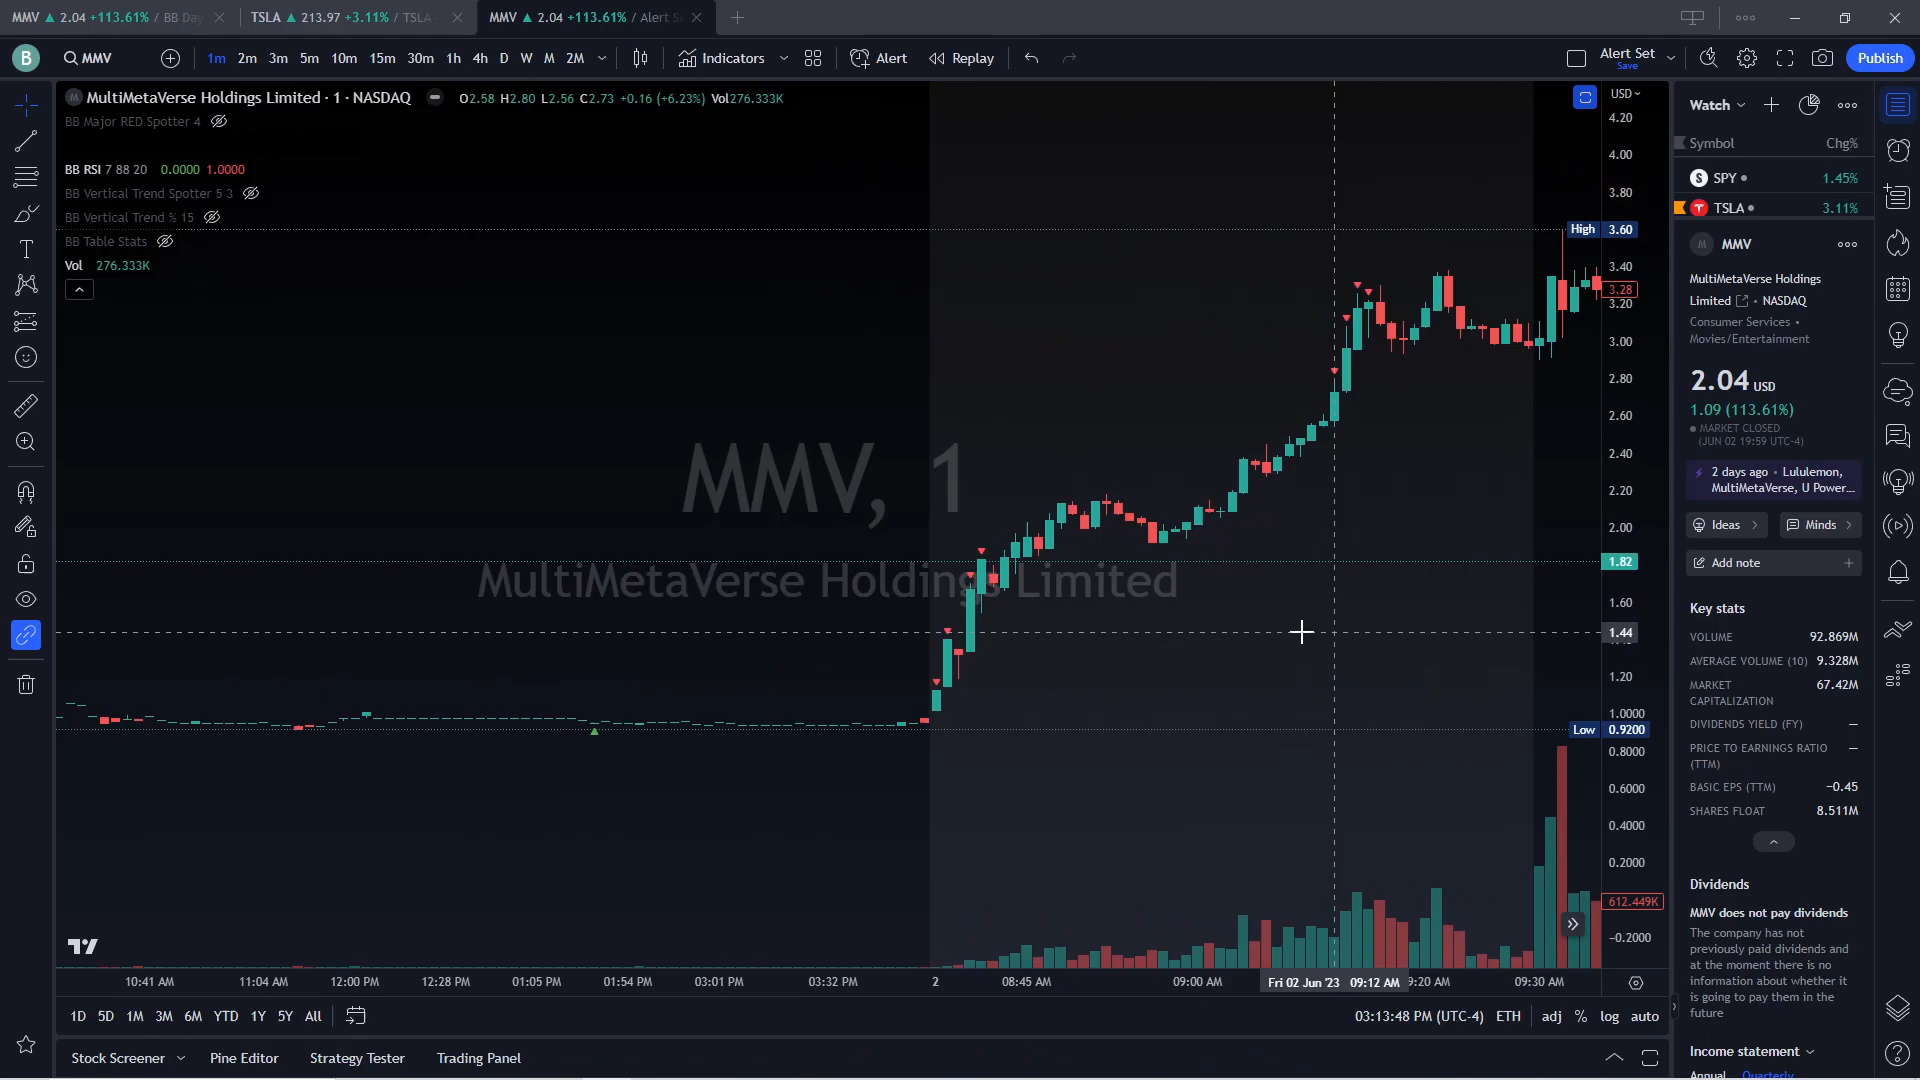 MMV ▲ 2.04 +113.61% / BB Day
TSLA ▲ 213.97 +3.11% / TSLA
MMV ▲ 2.04 +113.61% / Alert Se
B
MMV
1m 2m 3m 5m 10m 15m 30m 1h 4h D W M 2M
Indicators
Alert
Replay
Alert Set
Save
Publish
MultiMetaVerse Holdings Limited · 1 · NASDAQ
O2.58 H2.80 L2.56 C2.73 +0.16 (+6.23%) Vol276.333K
BB Major RED Spotter 4
BB RSI 7 88 20 0.0000 1.0000
BB Vertical Trend Spotter 5 3
BB Vertical Trend % 15
BB Table Stats
Vol 276.333K
MMV, 1
MultiMetaVerse Holdings Limited
USD
4.20
4.00
3.80
High 3.60
3.40
3.28
3.20
3.00
2.80
2.60
2.40
2.20
2.00
1.82
1.60
1.44
1.20
1.0000
Low 0.9200
0.8000
0.6000
0.4000
0.2000
612.449K
−0.2000
10:41 AM 11:04 AM 12:00 PM 12:28 PM 01:05 PM 01:54 PM 03:01 PM 03:32 PM 2 08:45 AM 09:00 AM Fri 02 Jun '23 09:12 AM 9:20 AM 09:30 AM
1D 5D 1M 3M 6M YTD 1Y 5Y All
03:13:48 PM (UTC-4) ETH adj % log auto
Stock Screener Pine Editor Strategy Tester Trading Panel
Watch
Symbol Chg%
SPY 1.45%
TSLA 3.11%
MMV
MultiMetaVerse Holdings
Limited • NASDAQ
Consumer Services •
Movies/Entertainment
2.04 USD
1.09 (113.61%)
MARKET CLOSED
(JUN 02 19:59 UTC-4)
2 days ago • Lululemon,
MultiMetaVerse, U Power...
Ideas
Minds
Add note
Key stats
VOLUME 92.869M
AVERAGE VOLUME (10) 9.328M
MARKET 67.42M
CAPITALIZATION
DIVIDENDS YIELD (FY) —
PRICE TO EARNINGS RATIO —
(TTM)
BASIC EPS (TTM) −0.45
SHARES FLOAT 8.511M
Dividends
MMV does not pay dividends
The company has not
previously paid dividends and
at the moment there is no
information about whether it
is going to pay them in the
future
Income statement
Annual Quarterly